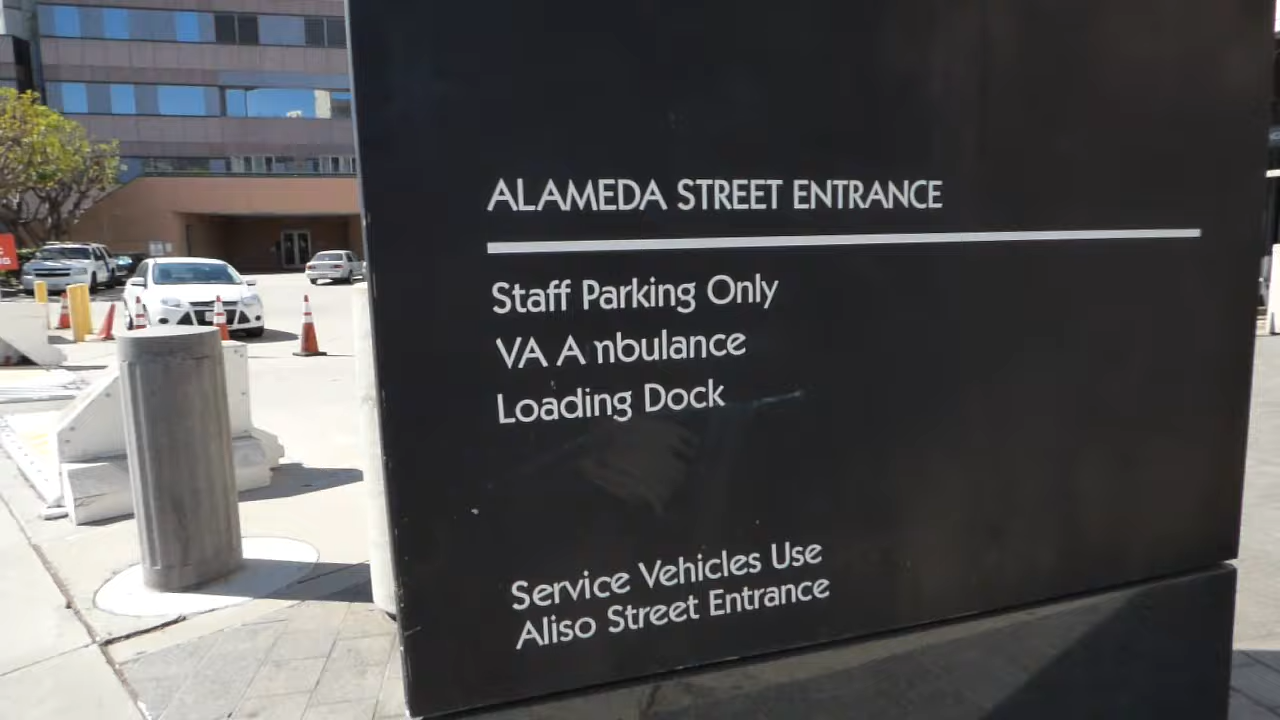 ALAMEDA STREET ENTRANCE
Staff Parking Only
VA A nbulance
Loading Dock
Service Vehicles Use
Aliso Street Entrance